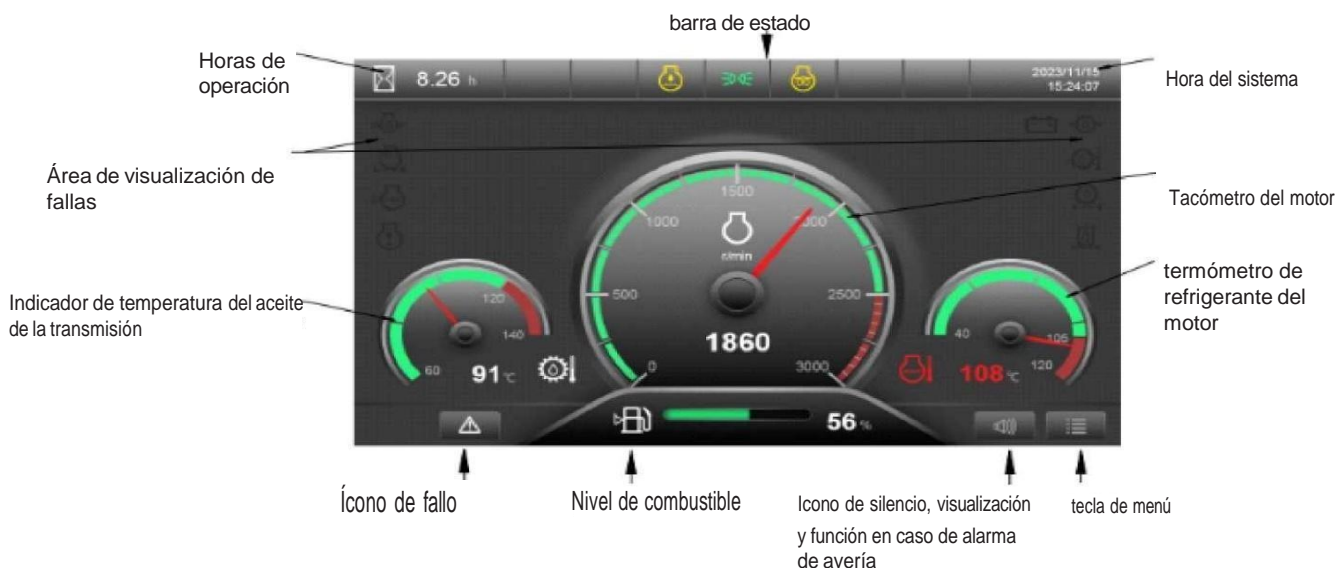 barra de estado
Horas de
operación
8.26 h
2023/11/15
15:24:07
Hora del sistema
Área de visualización de
fallas
Tacómetro del motor
1500
1000
2000
r/min
500
2500
1860
0
3000
Indicador de temperatura del aceite
de la transmisión
120
140
60
91 °C
termómetro de
refrigerante del
motor
40
105
120
108 °C
56 %
Ícono de fallo
Nivel de combustible
Icono de silencio, visualización
y función en caso de alarma
de avería
tecla de menú